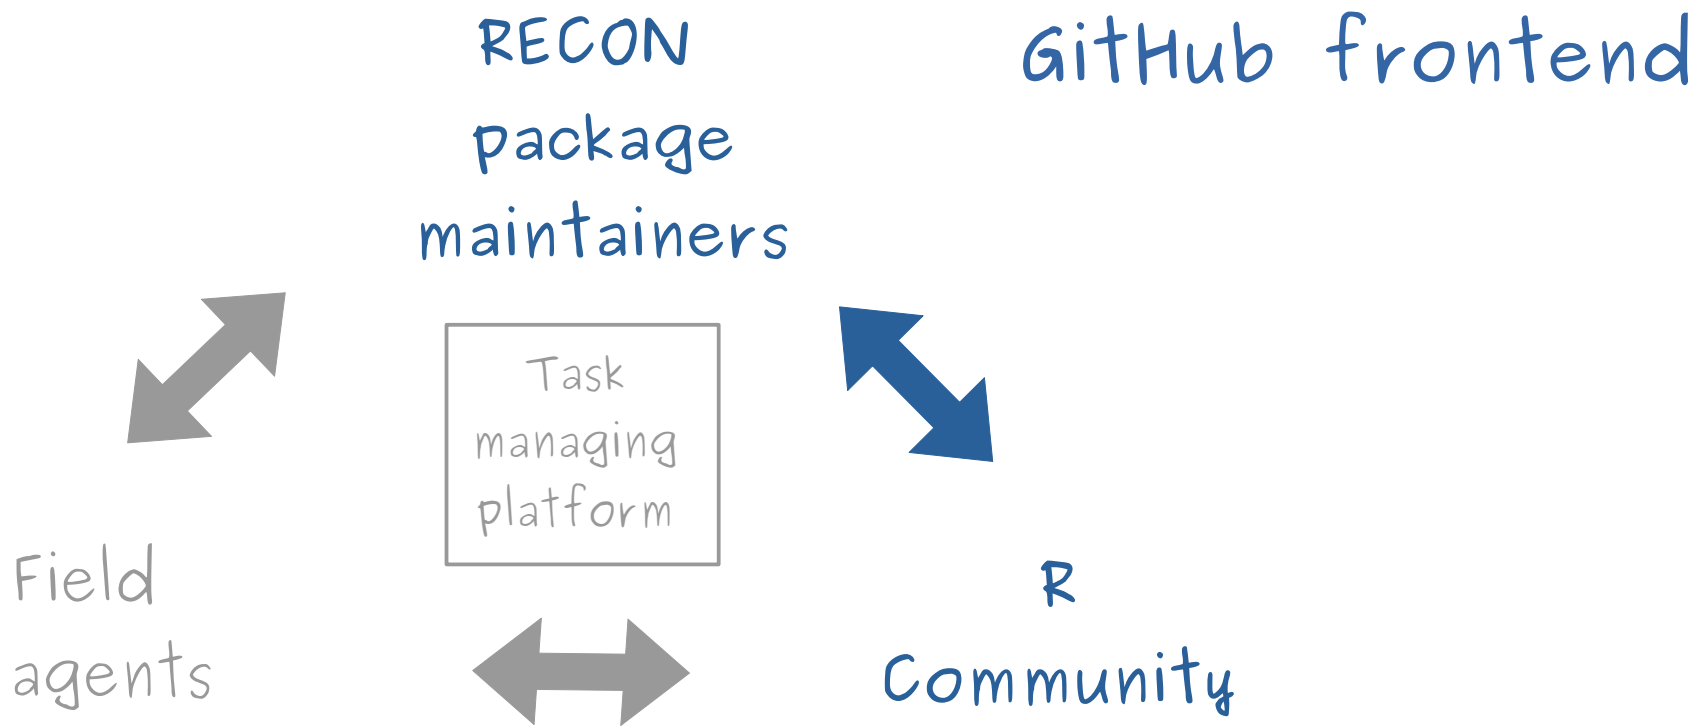 RECON
package
maintainers
GitHub frontend
Task
managing
platform
Field
agents
R
Community